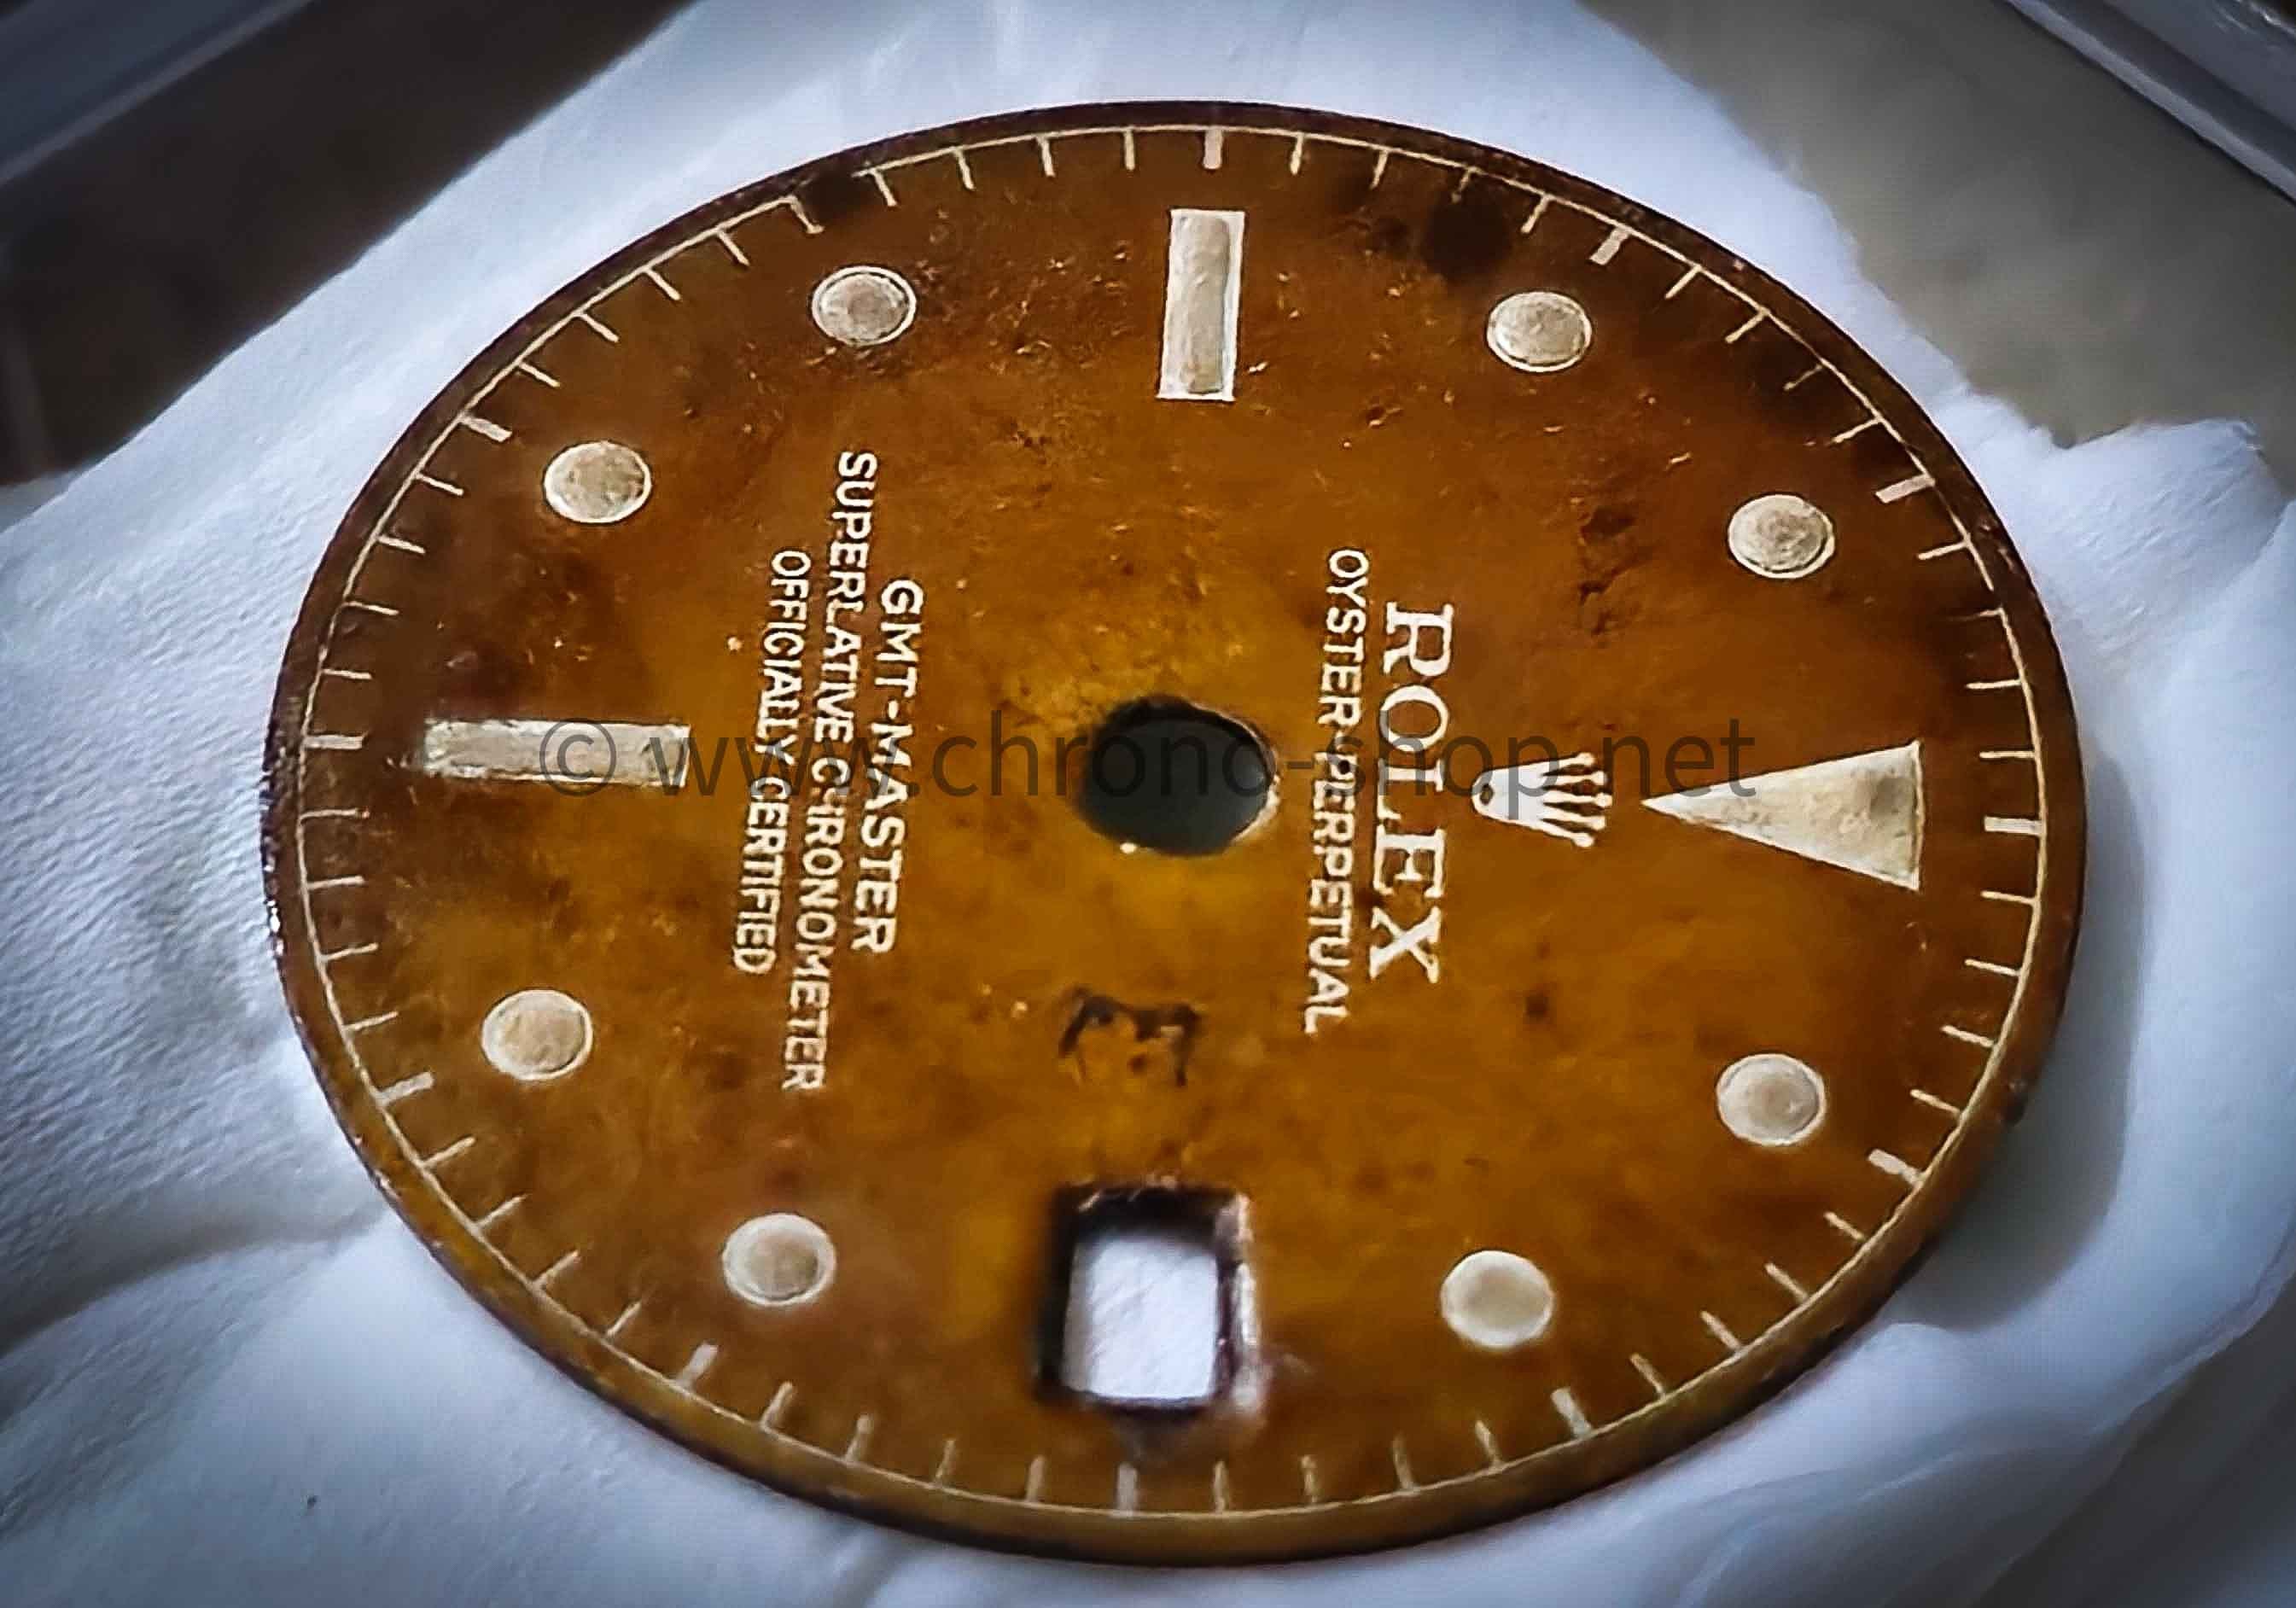 ROLEX
OYSTER-PERPETUAL
GMT-MASTER
SUPERLATIVE CHRONOMETER
OFFICIALLY CERTIFIED
© www.chrono-shop.net